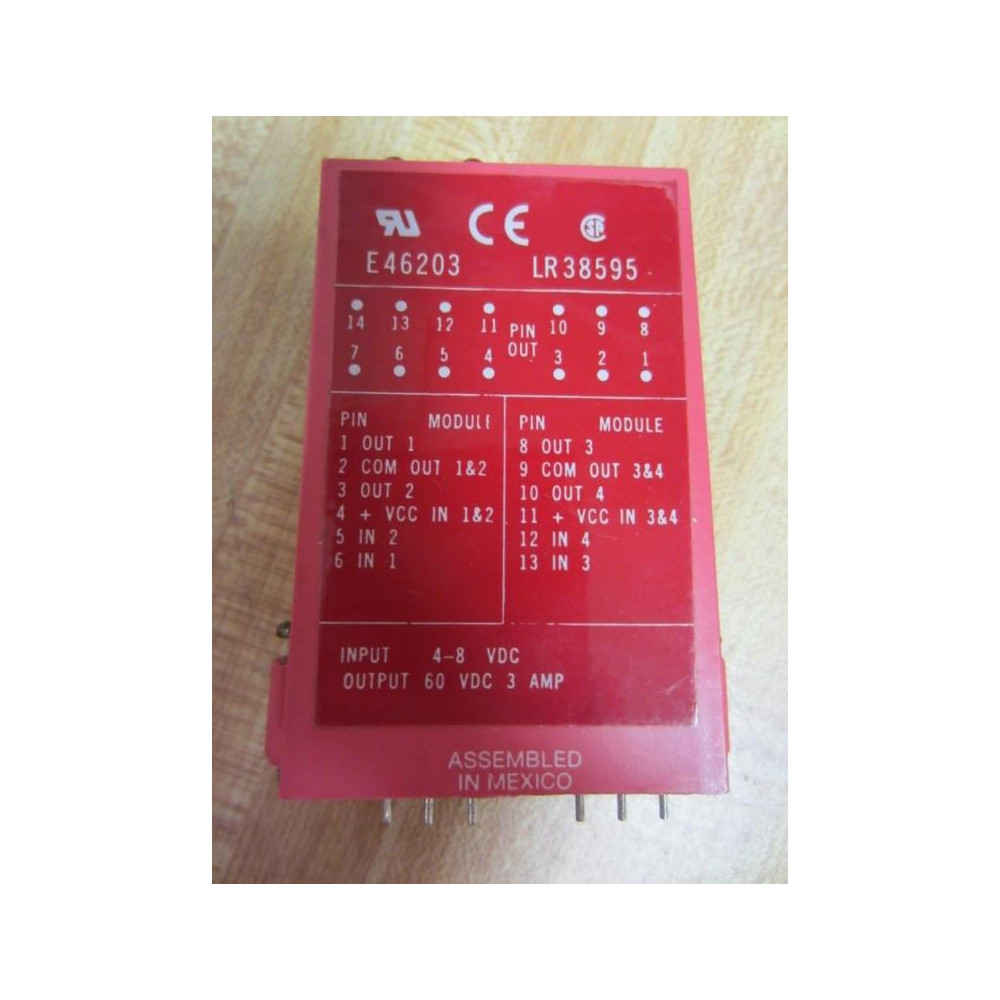 CE
E46203 LR38595
14 13 12 11 PIN OUT 10 9 8
7 6 5 4 3 2 1
PIN MODULE
1 OUT 1
2 COM OUT 1&2
3 OUT 2
4 + VCC IN 1&2
5 IN 2
6 IN 1
PIN MODULE
8 OUT 3
9 COM OUT 3&4
10 OUT 4
11 + VCC IN 3&4
12 IN 4
13 IN 3
INPUT 4-8 VDC
OUTPUT 60 VDC 3 AMP
ASSEMBLED
IN MEXICO